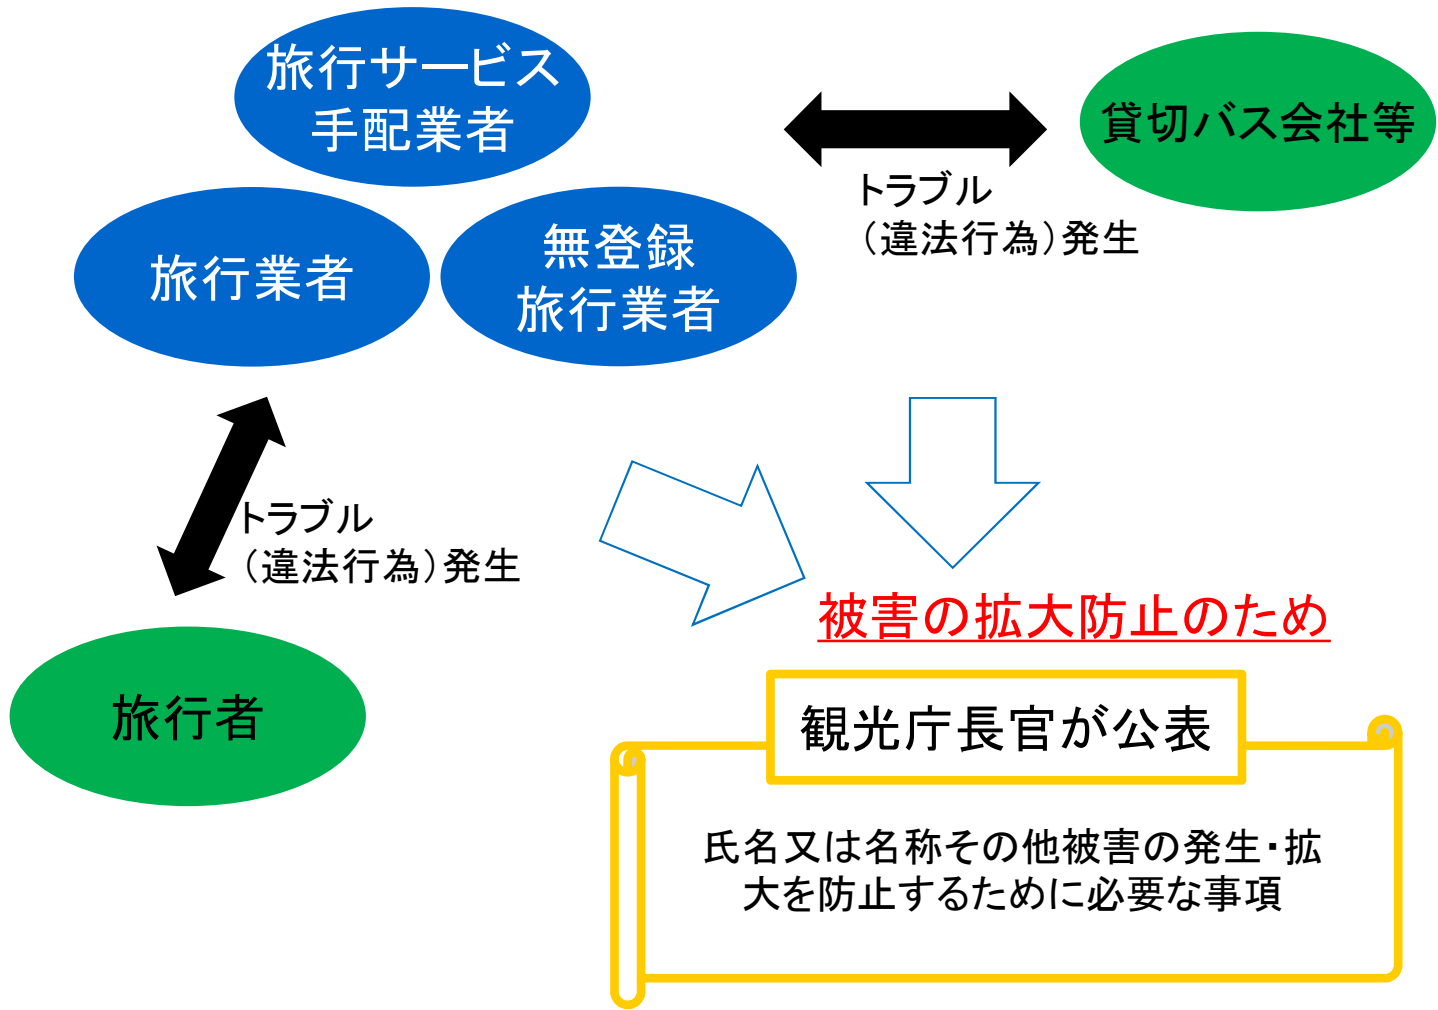 旅行サービス
手配業者
旅行業者
無登録
旅行業者
貸切バス会社等
トラブル
（違法行為）発生
トラブル
（違法行為）発生
旅行者
被害の拡大防止のため
観光庁長官が公表
氏名又は名称その他被害の発生・拡
大を防止するために必要な事項